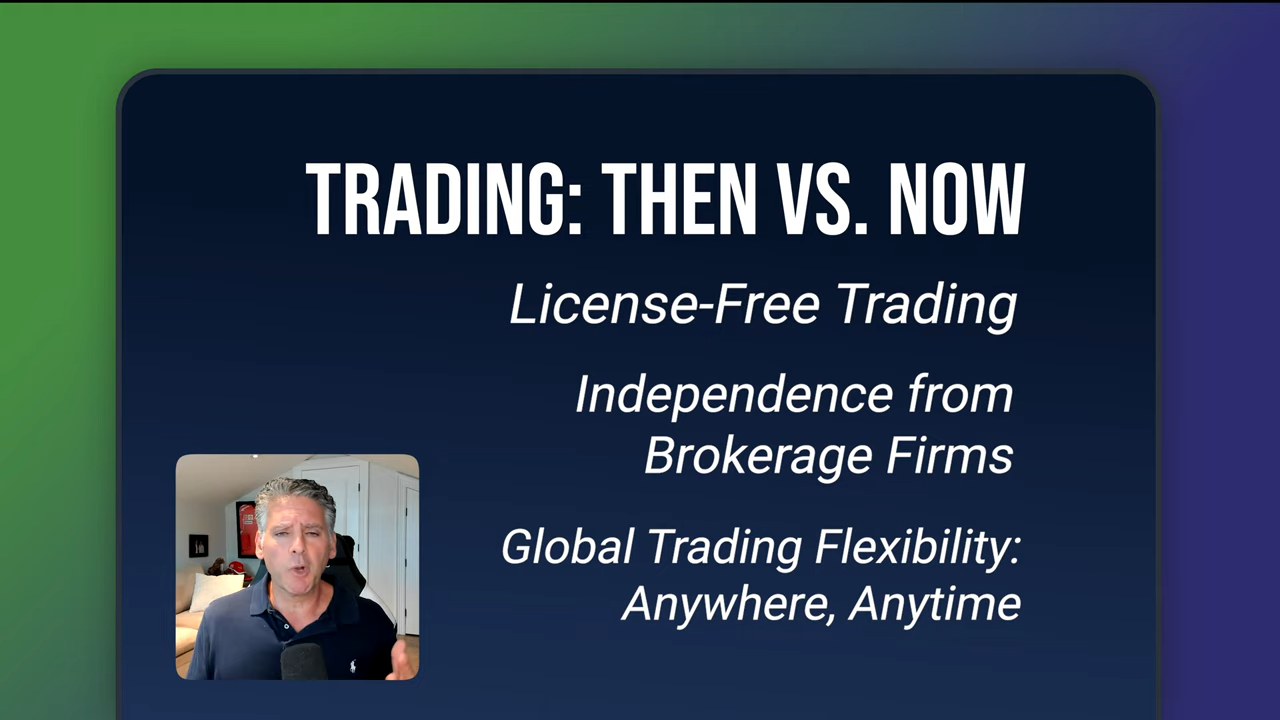 TRADING: THEN VS. NOW
License-Free Trading
Independence from
Brokerage Firms
Global Trading Flexibility:
Anywhere, Anytime